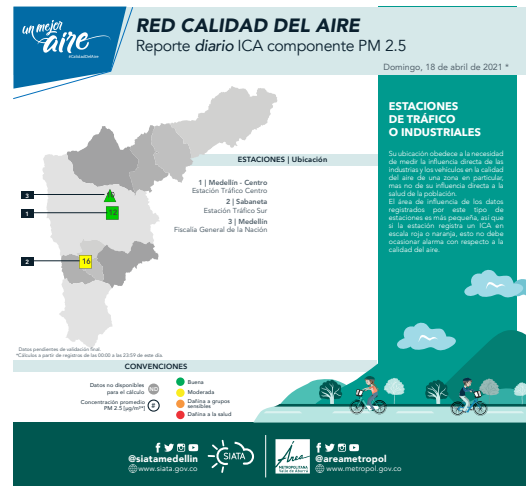 un mejor
aire
#CalidadDelAire
RED CALIDAD DEL AIRE
Reporte diario ICA componente PM 2.5
Domingo, 18 de abril de 2021 *
ESTACIONES | Ubicación
1 | Medellín - Centro
Estación Tráfico Centro
2 | Sabaneta
Estación Tráfico Sur
3 | Medellín
Fiscalía General de la Nación
3
1
12
2
16
ESTACIONES
DE TRÁFICO
O INDUSTRIALES
Su ubicación obedece a la necesidad
de medir la influencia directa de las
industrias y los vehículos en la calidad
del aire de una zona en particular,
mas no de su influencia directa a la
salud de la población.
El área de influencia de los datos
registrados por este tipo de
estaciones es más pequeña, así que
si la estación registra un ICA en
escala roja o naranja, esto no debe
ocasionar alarma con respecto a la
calidad del aire.
Datos pendientes de validación final.
*Cálculos a partir de registros de las 00:00 a las 23:59 de este día.
CONVENCIONES
Datos no disponibles
para el cálculo
ND
Concentración promedio
PM 2.5 [µg/m³*]
#
Buena
Moderada
Dañina a grupos
sensibles
Dañina a la salud
@siatamedellin
www.siata.gov.co
SIATA
Área
METROPOLITANA
Valle de Aburrá
@areametropol
www.metropol.gov.co